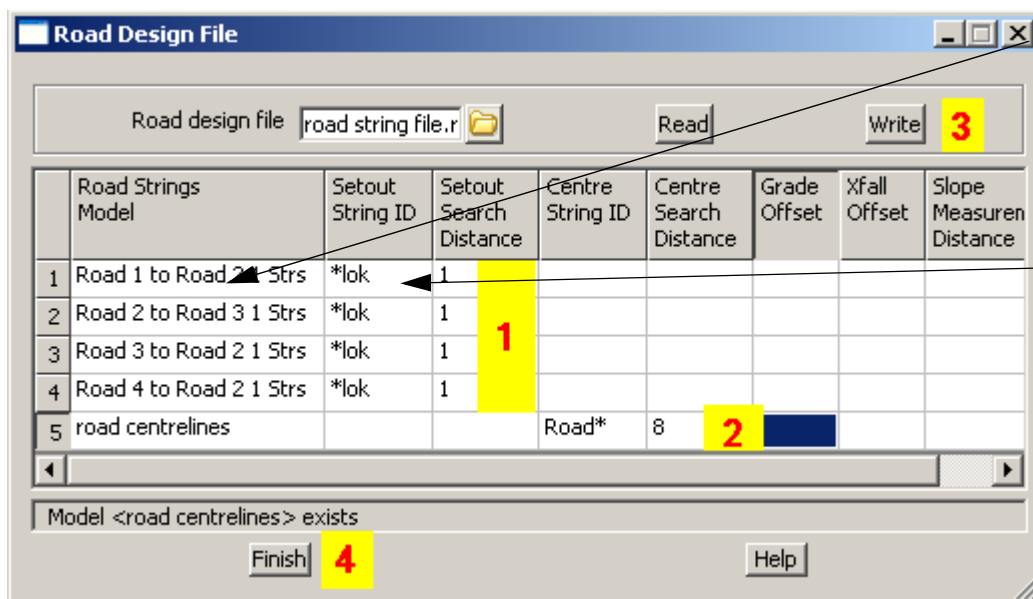 Road Design File
Road design file road string file.r Read Write 3
Road Strings Model Setout String ID Setout Search Distance Centre String ID Centre Search Distance Grade Offset Xfall Offset Slope Measuren Distance
1 Road 1 to Road 2 1 Strs *lok 1
2 Road 2 to Road 3 1 Strs *lok 1
1
3 Road 3 to Road 2 1 Strs *lok 1
4 Road 4 to Road 2 1 Strs *lok 1
5 road centrelines Road* 8 2
Model <road centrelines> exists
Finish 4 Help